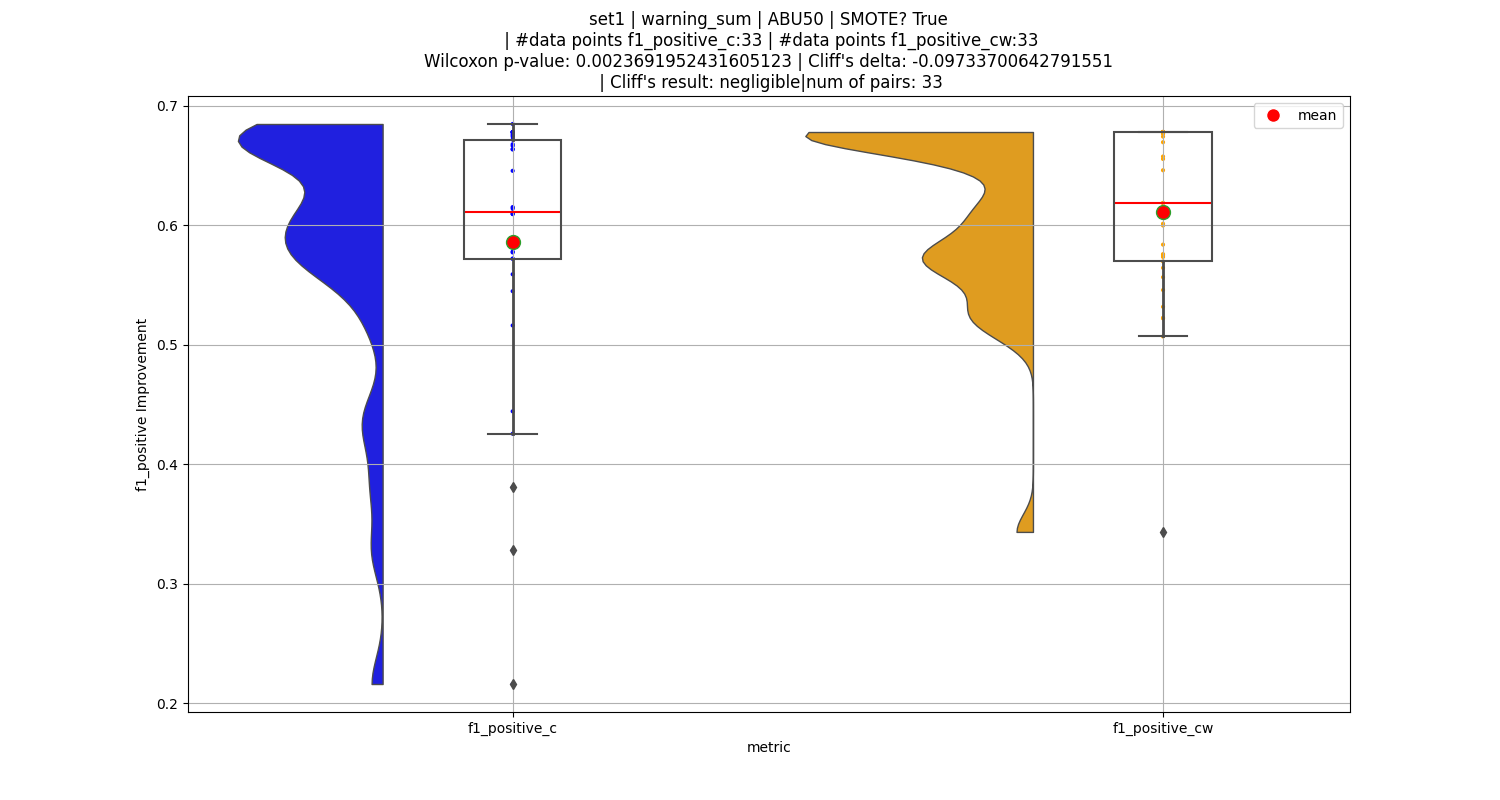 set1 | warning_sum | ABU50 | SMOTE? True
| #data points f1_positive_c:33 | #data points f1_positive_cw:33
Wilcoxon p-value: 0.0023691952431605123 | Cliff's delta: -0.09733700642791551
| Cliff's result: negligible|num of pairs: 33
mean
0.7
0.6
0.5
0.4
0.3
0.2
f1_positive Improvement
f1_positive_c
f1_positive_cw
metric